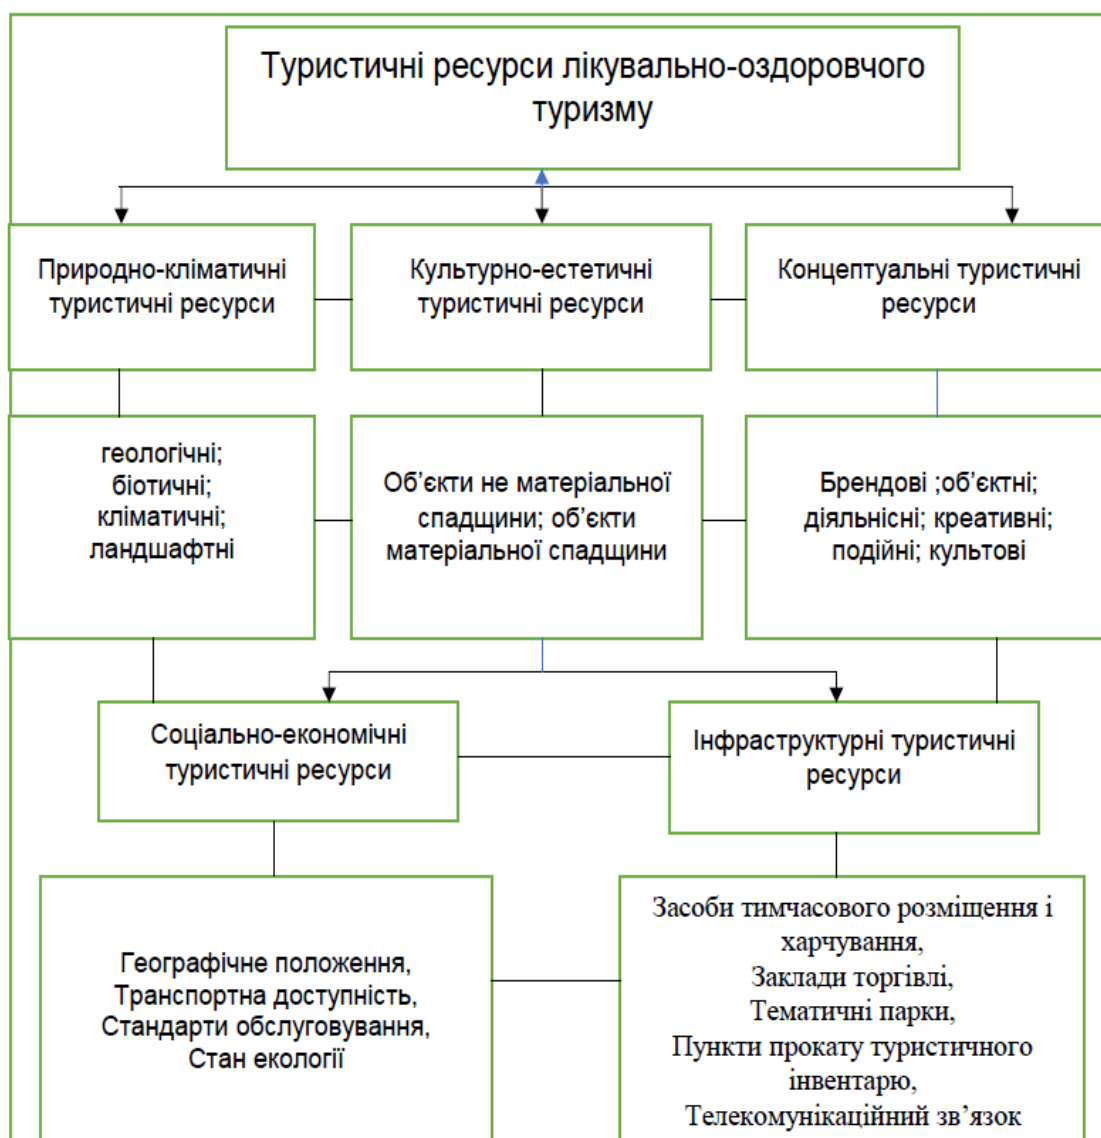 Туристичні ресурси лікувально-оздоровчого
туризму
Природно-кліматичні
туристичні ресурси
Культурно-естетичні
туристичні ресурси
Концептуальні туристичні
ресурси
геологічні;
біотичні;
кліматичні;
ландшафтні
Об’єкти не матеріальної
спадщини; об’єкти
матеріальної спадщини
Брендові ;об’єктні;
діяльнісні; креативні;
подійні; культові
Соціально-економічні
туристичні ресурси
Інфраструктурні туристичні
ресурси
Географічне положення,
Транспортна доступність,
Стандарти обслуговування,
Стан екології
Засоби тимчасового розміщення і
харчування,
Заклади торгівлі,
Тематичні парки,
Пункти прокату туристичного
інвентарю,
Телекомунікаційний зв’язок